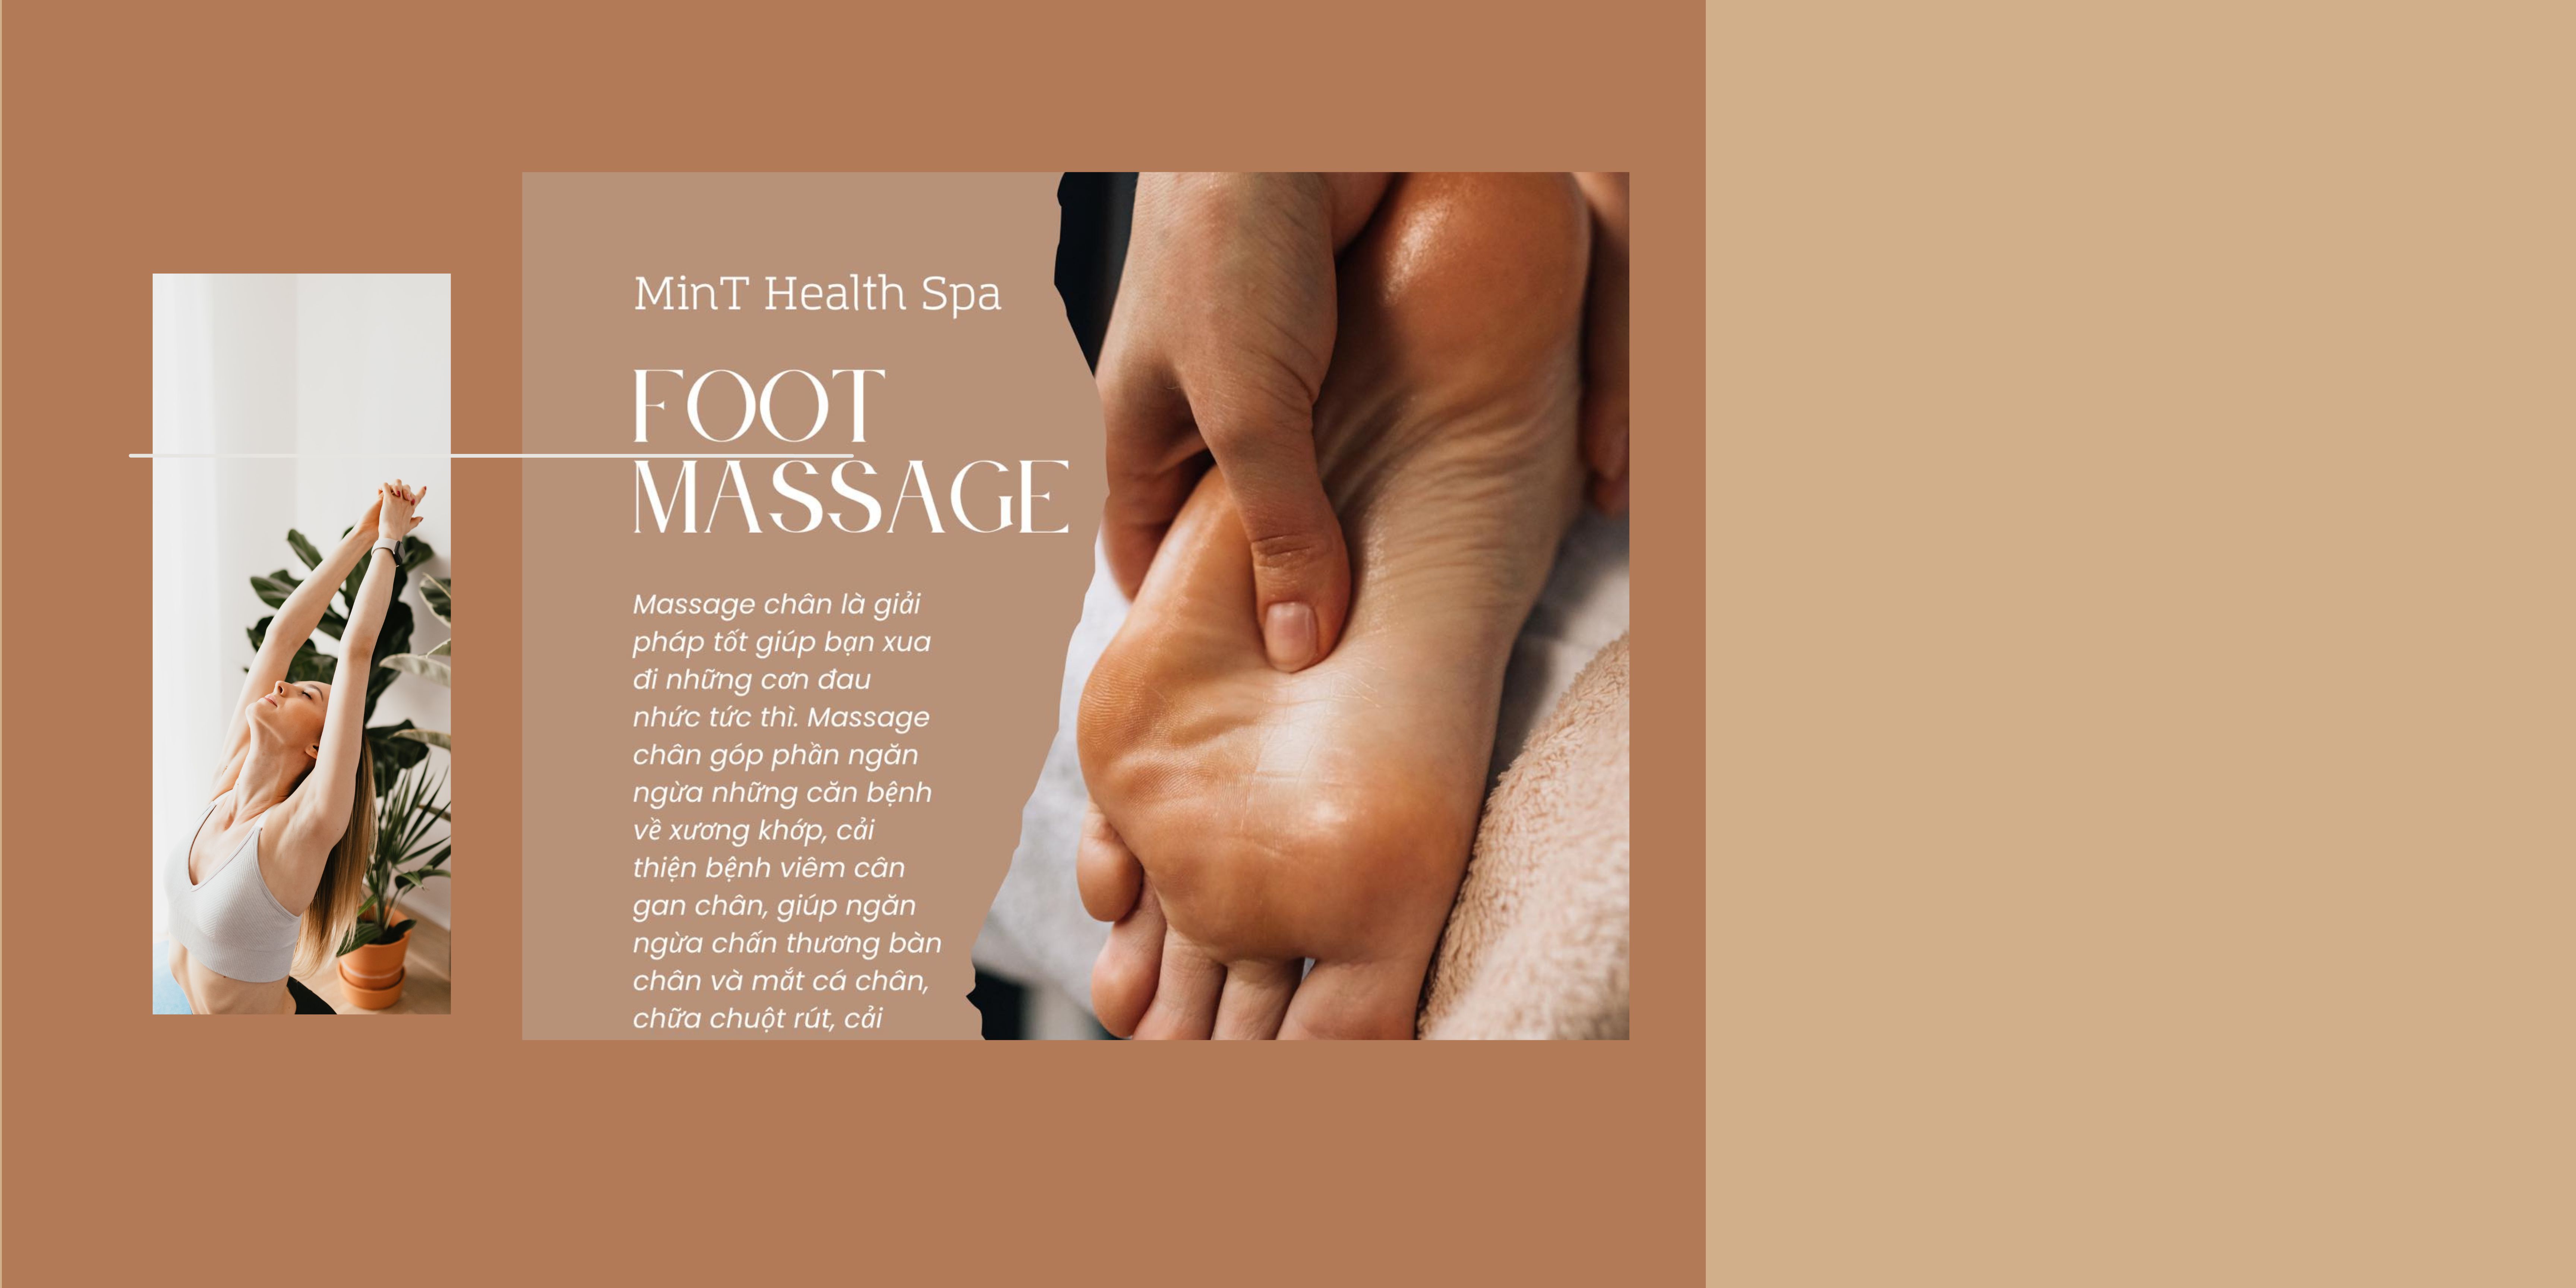 MinT Health Spa
FOOT
MASSAGE
Massage chân là giải
pháp tốt giúp bạn xua
đi những cơn đau
nhức tức thì. Massage
chân góp phần ngăn
ngừa những căn bệnh
về xương khớp, cải
thiện bệnh viêm cân
gan chân, giúp ngăn
ngừa chấn thương bàn
chân và mắt cá chân,
chữa chuột rút, cải